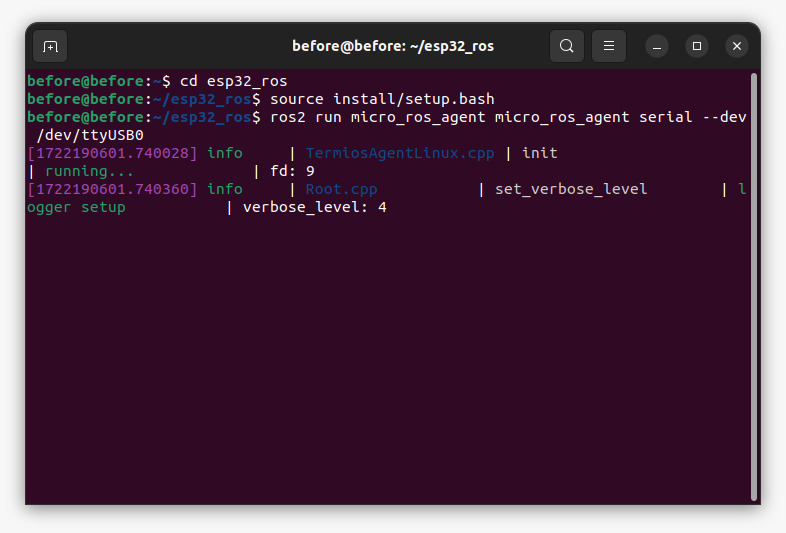 before@before: ~/esp32_ros
before@before:~$ cd esp32_ros
before@before:~/esp32_ros$ source install/setup.bash
before@before:~/esp32_ros$ ros2 run micro_ros_agent micro_ros_agent serial --dev
/dev/ttyUSB0
[1722190601.740028] info     | TermiosAgentLinux.cpp | init
| running...             | fd: 9
[1722190601.740360] info     | Root.cpp           | set_verbose_level        | l
ogger setup           | verbose_level: 4